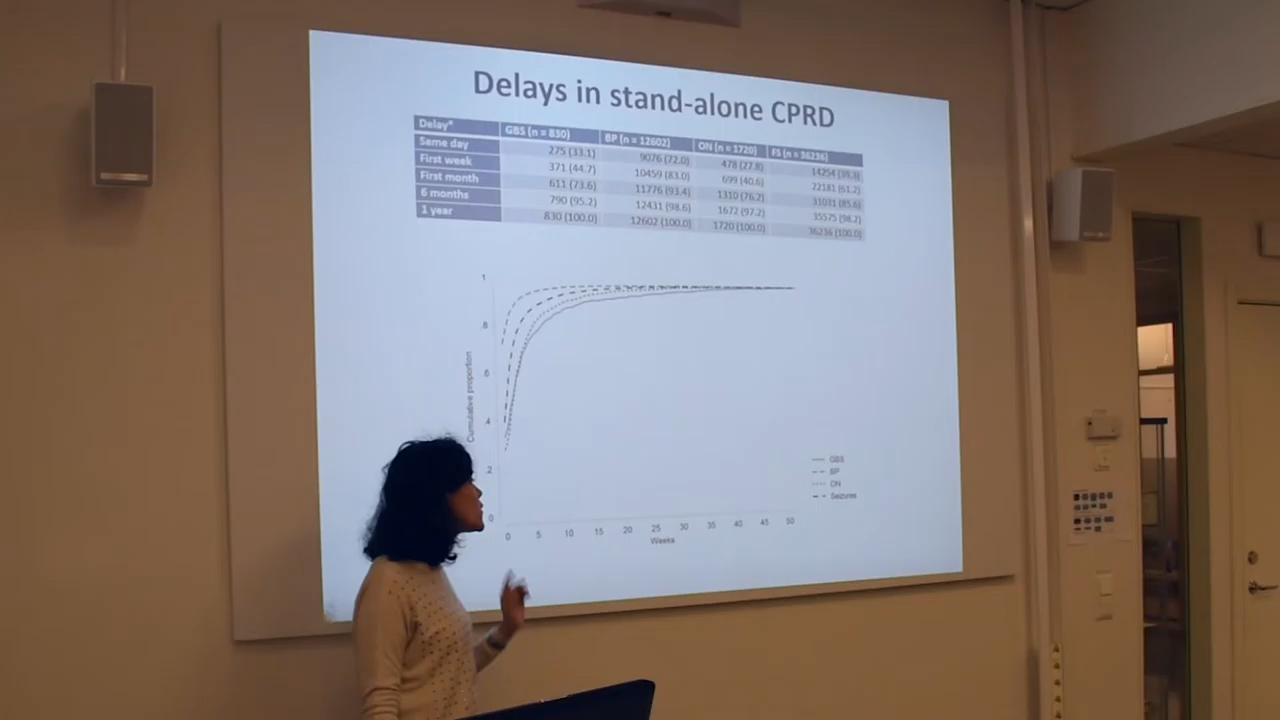 Delays in stand-alone CPRD
Delay* GBS (n = 830) BP (n = 12602) ON (n = 1720) FS (n = 36236)
Same day 275 (33.1) 9076 (72.0) 478 (27.8) 14254 (39.3)
First week 371 (44.7) 10459 (83.0) 699 (40.6) 22181 (61.2)
First month 611 (73.6) 11776 (93.4) 1310 (76.2) 31031 (85.6)
6 months 790 (95.2) 12431 (98.6) 1672 (97.2) 35575 (98.2)
1 year 830 (100.0) 12602 (100.0) 1720 (100.0) 36236 (100.0)
1
.8
.6
.4
.2
0
Cumulative proportion
0 5 10 15 20 25 30 35 40 45 50
Weeks
GBS
BP
ON
Seizures